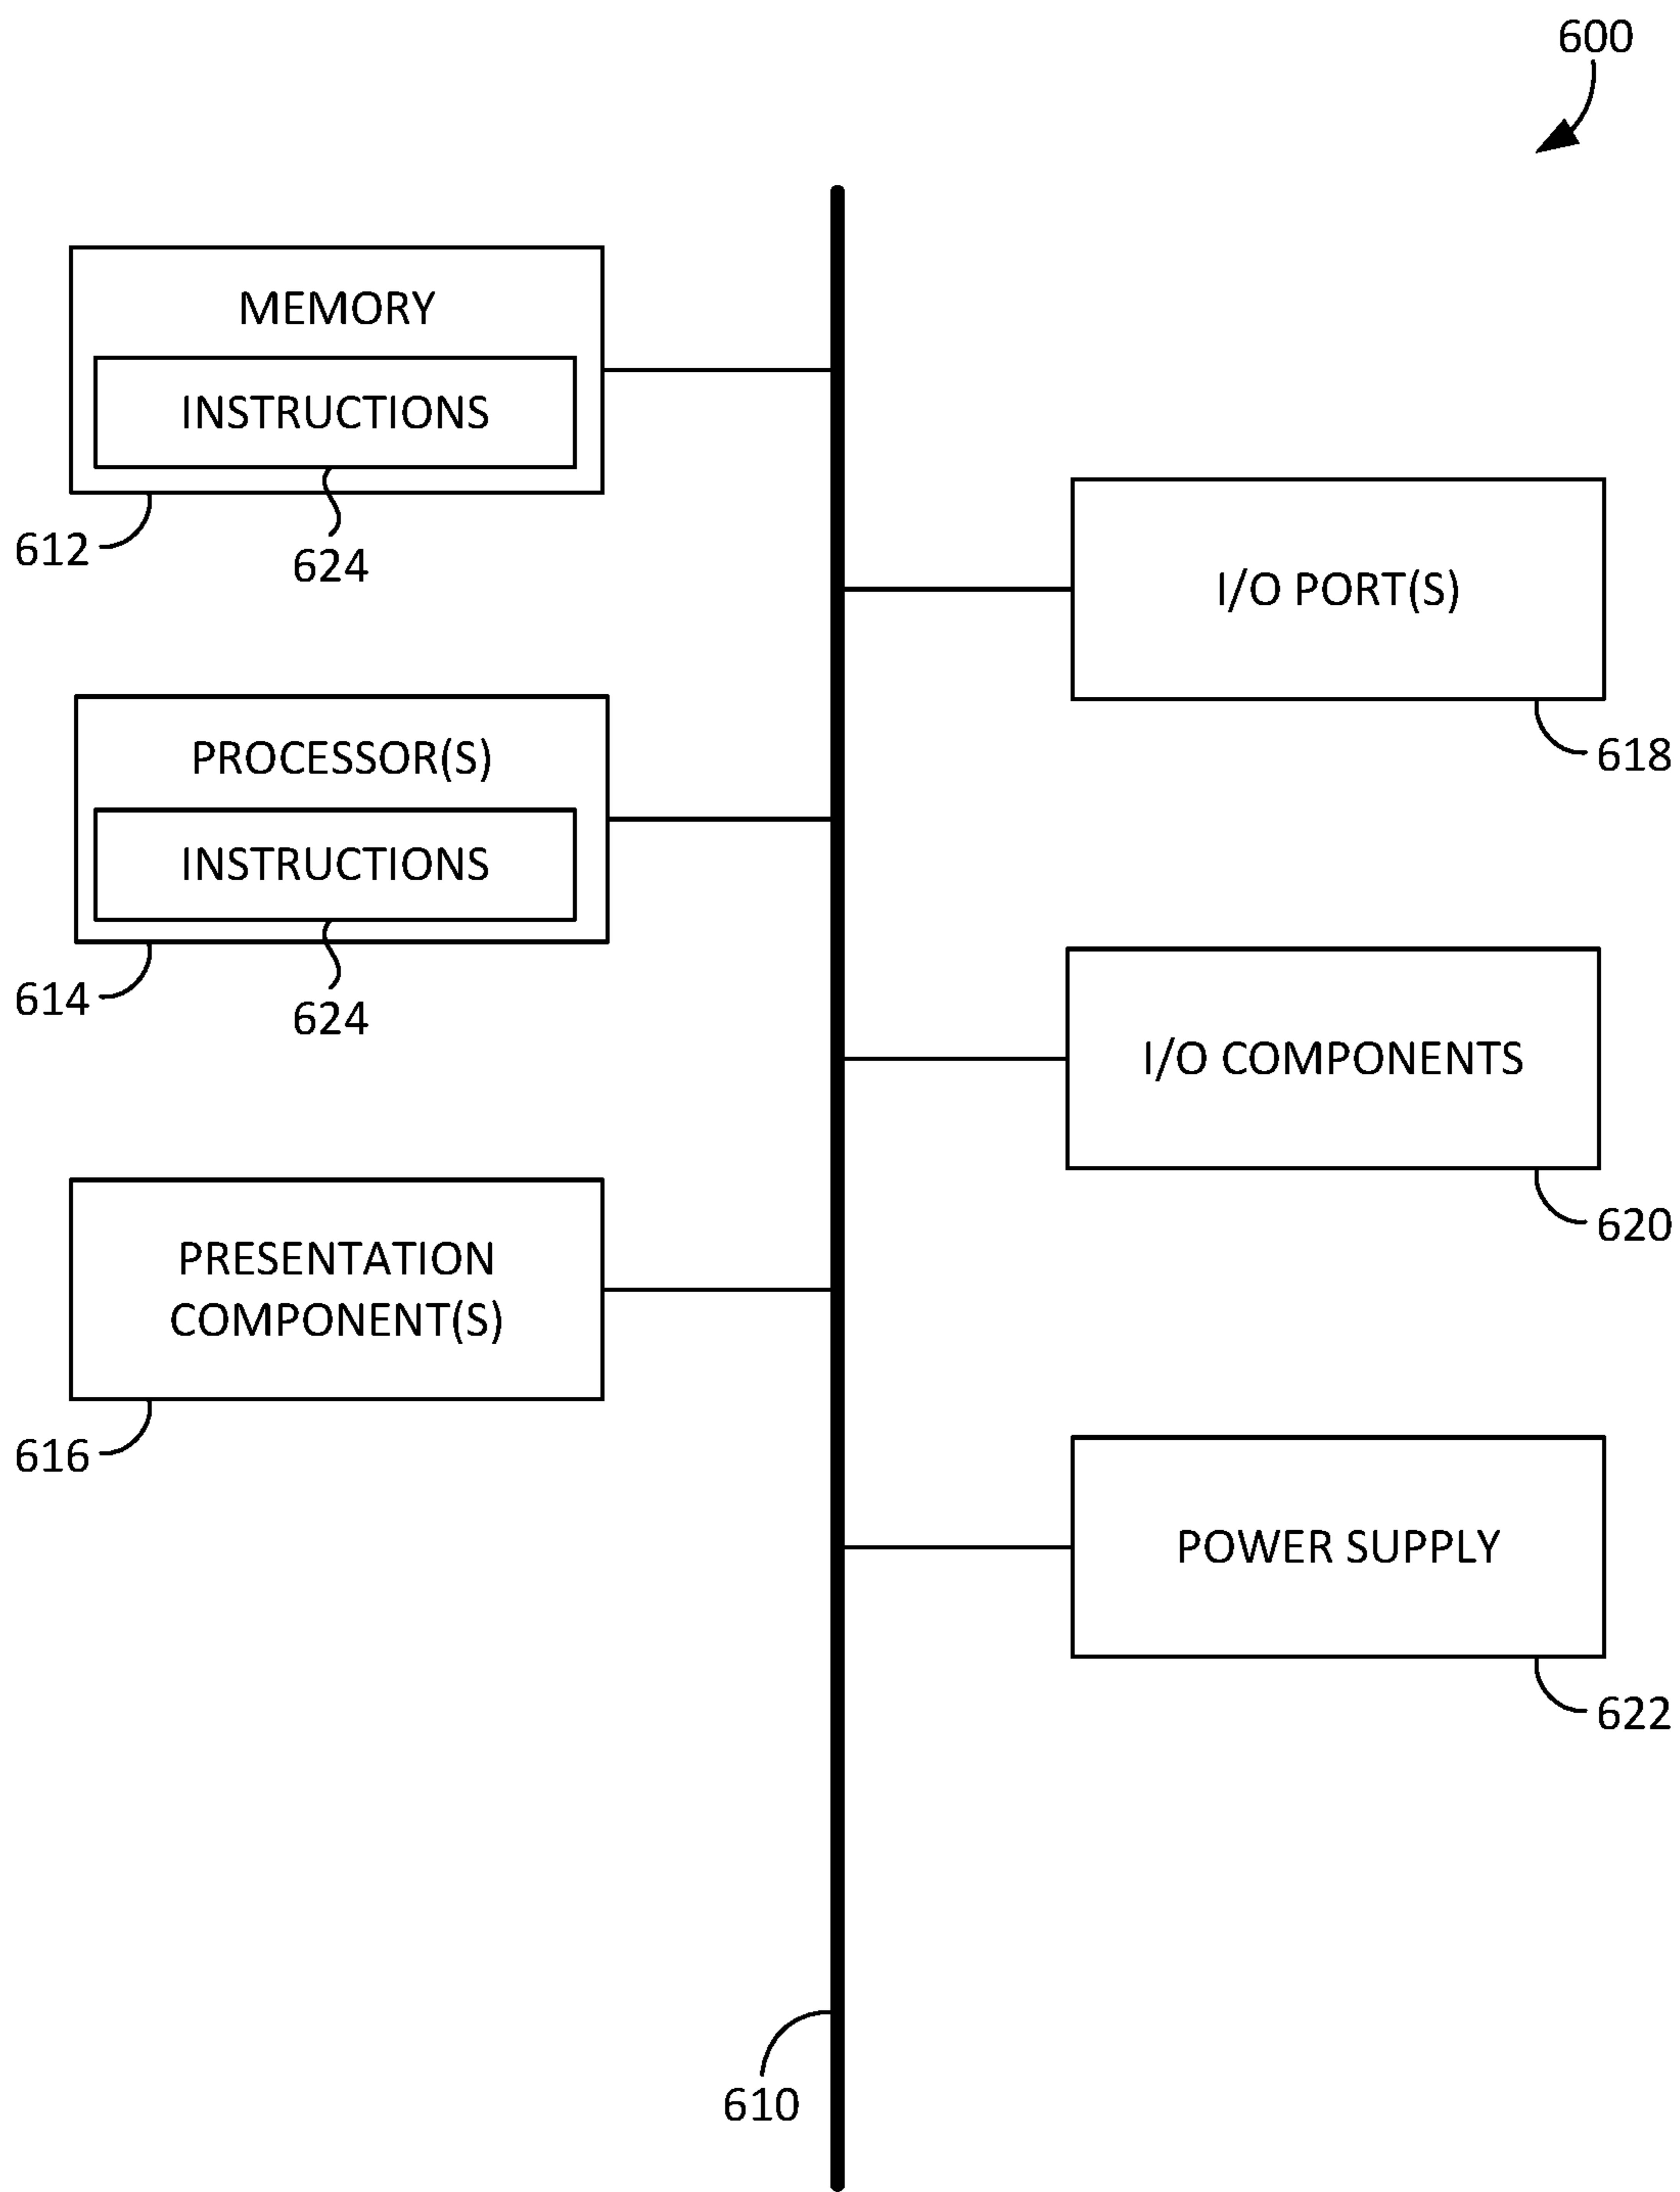 600
MEMORY
INSTRUCTIONS
612
624
I/O PORT(S)
618
PROCESSOR(S)
INSTRUCTIONS
614
624
I/O COMPONENTS
620
PRESENTATION
COMPONENT(S)
616
POWER SUPPLY
622
610